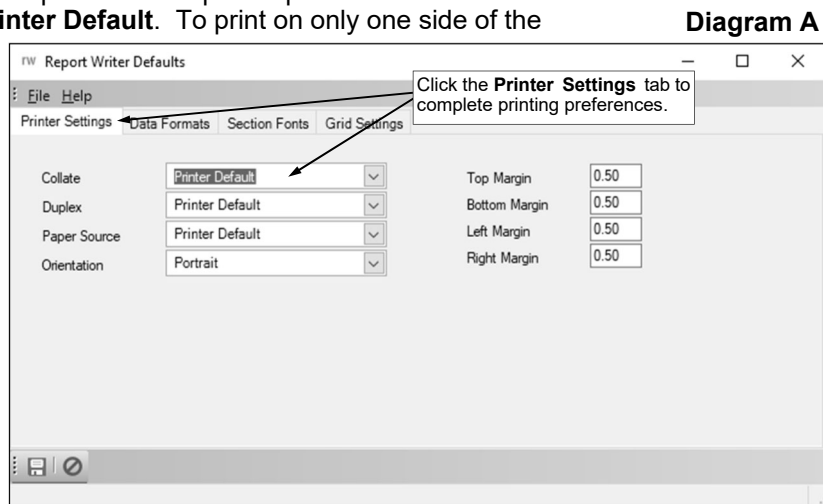 inter Default.  To print on only one side of the
Diagram A
rw Report Writer Defaults
File Help
Click the Printer Settings tab to
complete printing preferences.
Printer Settings Data Formats Section Fonts Grid Settings
Collate Printer Default Top Margin 0.50
Duplex Printer Default Bottom Margin 0.50
Paper Source Printer Default Left Margin 0.50
Orientation Portrait Right Margin 0.50